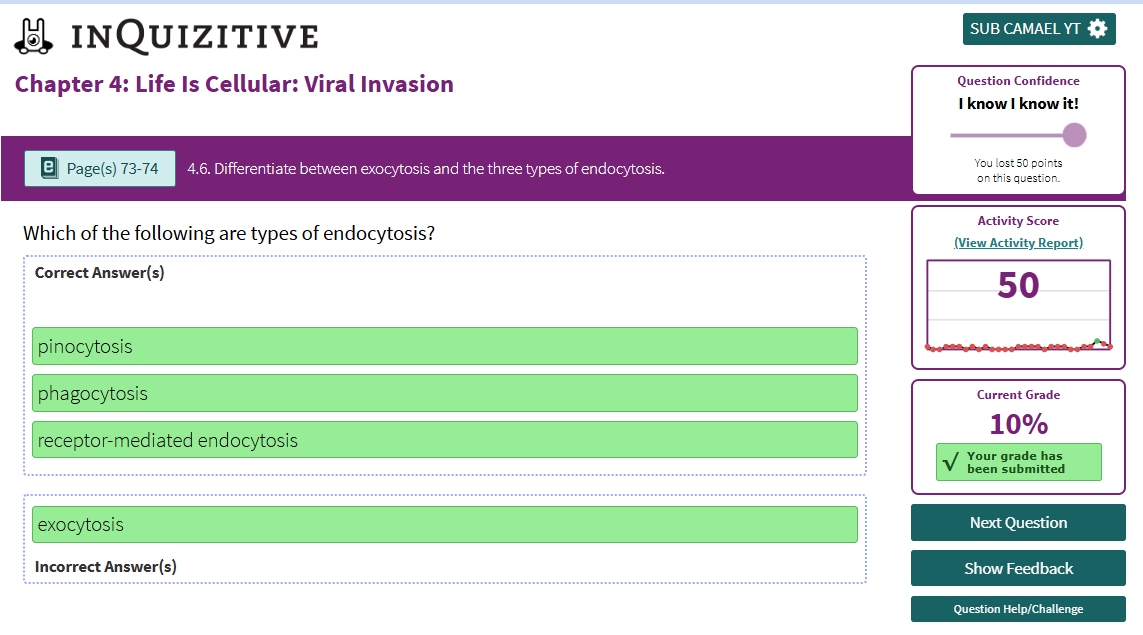 INQUIZITIVE
SUB CAMAEL YT
Chapter 4: Life Is Cellular: Viral Invasion
Question Confidence
I know I know it!
You lost 50 points
on this question.
e Page(s) 73-74
4.6. Differentiate between exocytosis and the three types of endocytosis.
Which of the following are types of endocytosis?
Correct Answer(s)
pinocytosis
phagocytosis
receptor-mediated endocytosis
exocytosis
Incorrect Answer(s)
Activity Score
(View Activity Report)
50
Current Grade
10%
√ Your grade has
been submitted
Next Question
Show Feedback
Question Help/Challenge